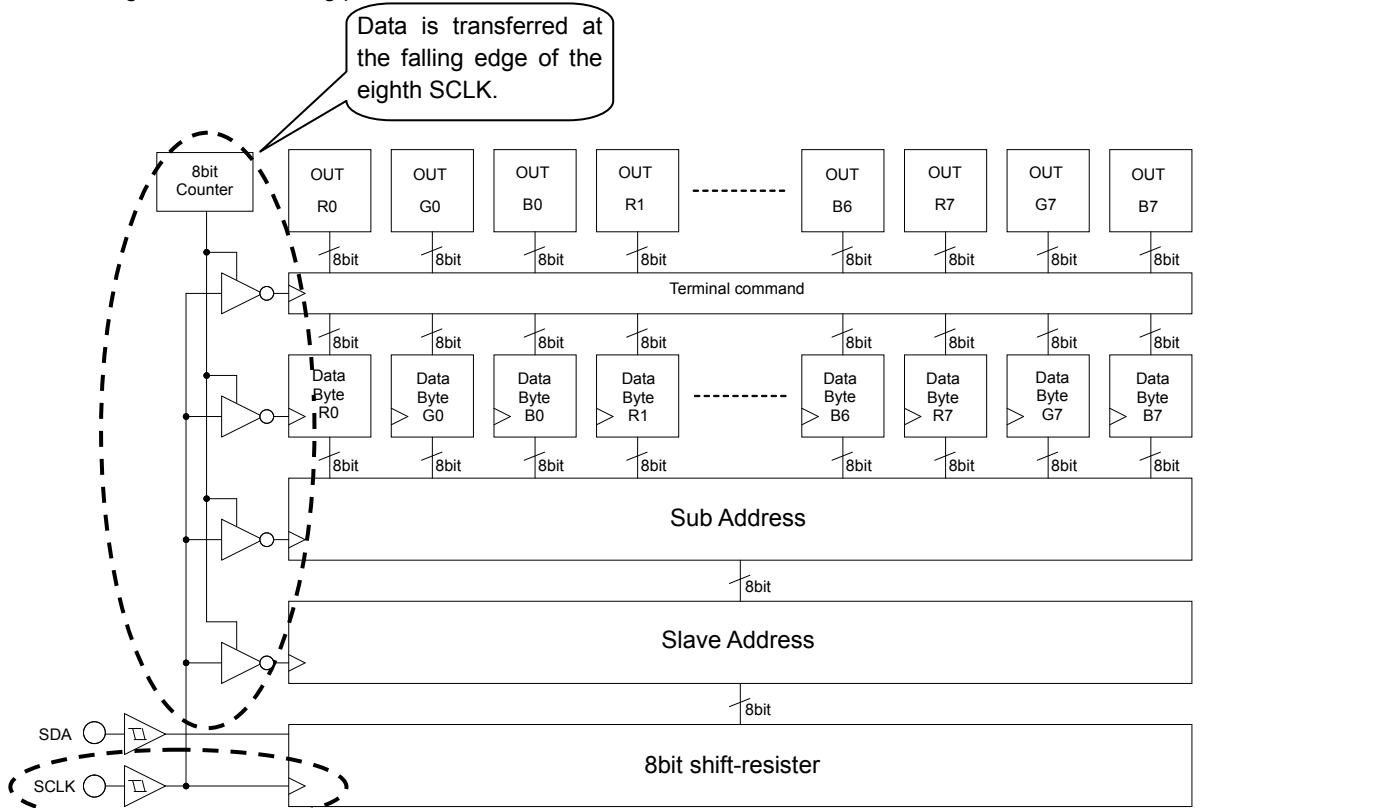 Data is transferred at
the falling edge of the
eighth SCLK.
8bit
Counter
OUT
R0
OUT
G0
OUT
B0
OUT
R1
OUT
B6
OUT
R7
OUT
G7
OUT
B7
8bit 8bit 8bit 8bit 8bit 8bit 8bit 8bit
Terminal command
8bit 8bit 8bit 8bit 8bit 8bit 8bit 8bit
Data
Byte
R0
Data
Byte
G0
Data
Byte
B0
Data
Byte
R1
Data
Byte
B6
Data
Byte
R7
Data
Byte
G7
Data
Byte
B7
8bit 8bit 8bit 8bit 8bit 8bit 8bit 8bit
Sub Address
8bit
Slave Address
8bit
SDA
8bit shift-resister
SCLK